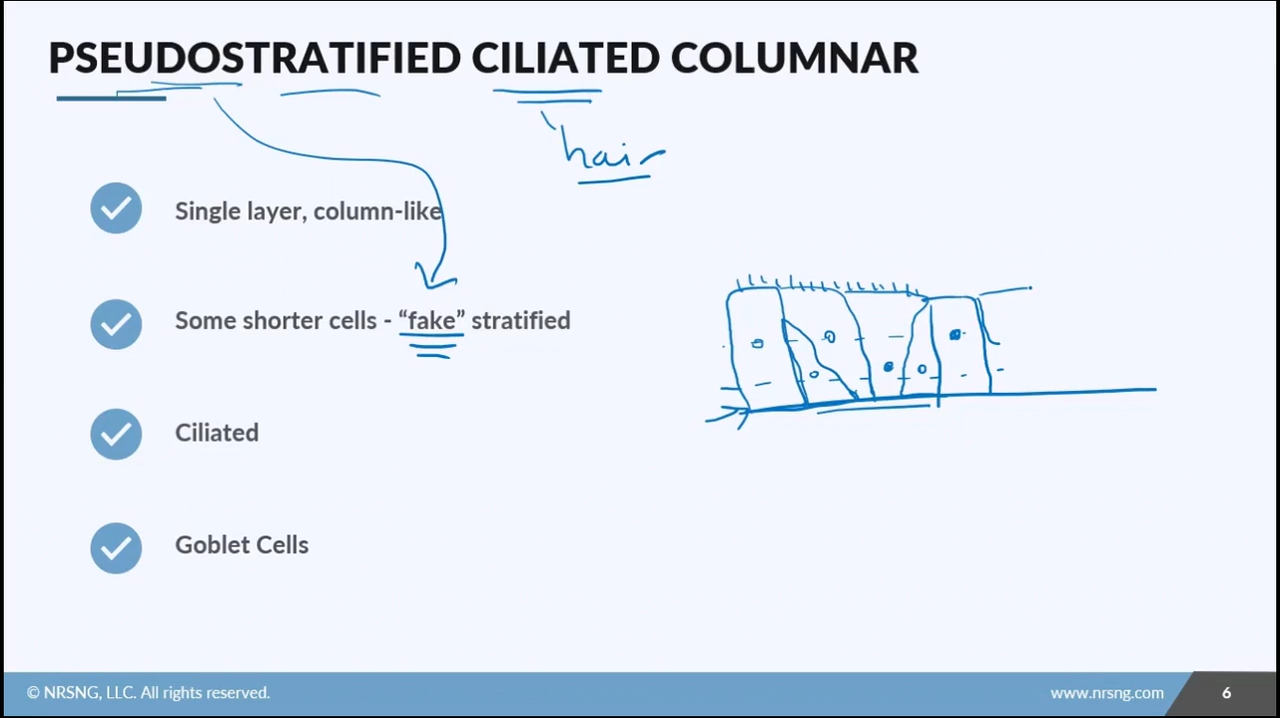 PSEUDOSTRATIFIED CILIATED COLUMNAR
hair
Single layer, column-like
Some shorter cells - “fake” stratified
Ciliated
Goblet Cells
© NRSNG, LLC. All rights reserved.
www.nrsng.com
6